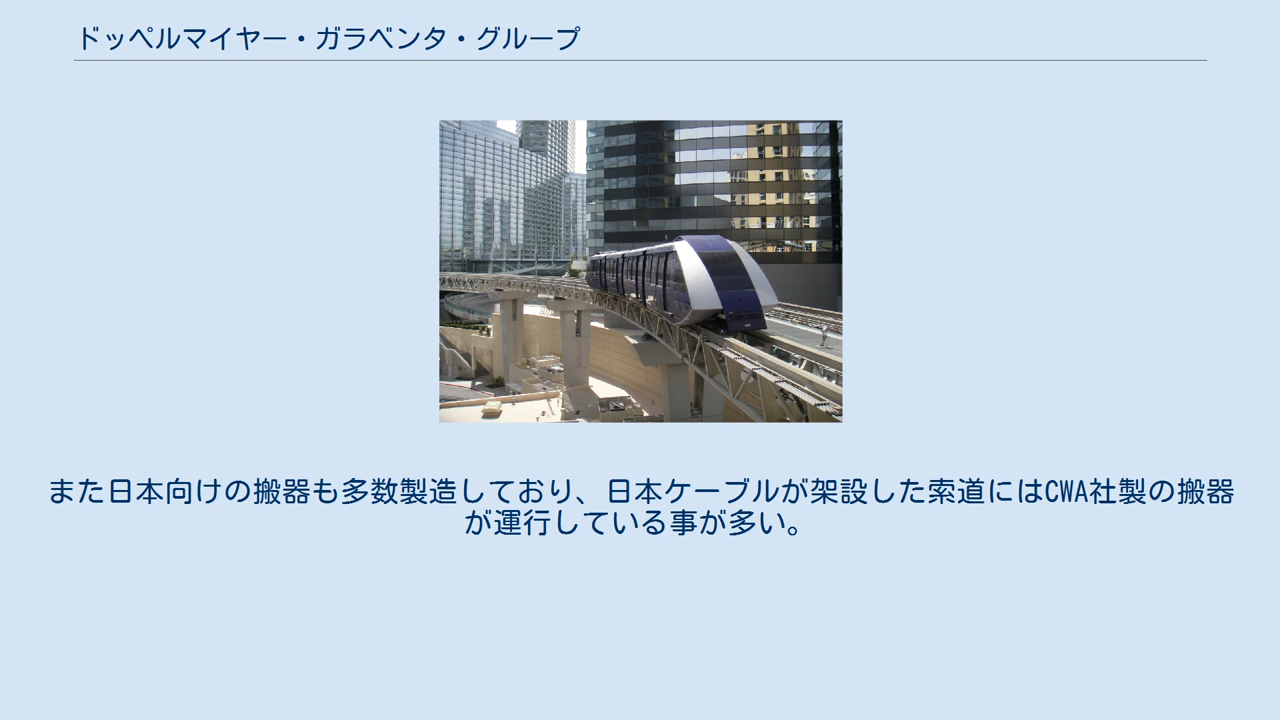 ドッペルマイヤー・ガラベンタ・グループ
また日本向けの搬器も多数製造しており、日本ケーブルが架設した索道にはCWA社製の搬器
が運行している事が多い。